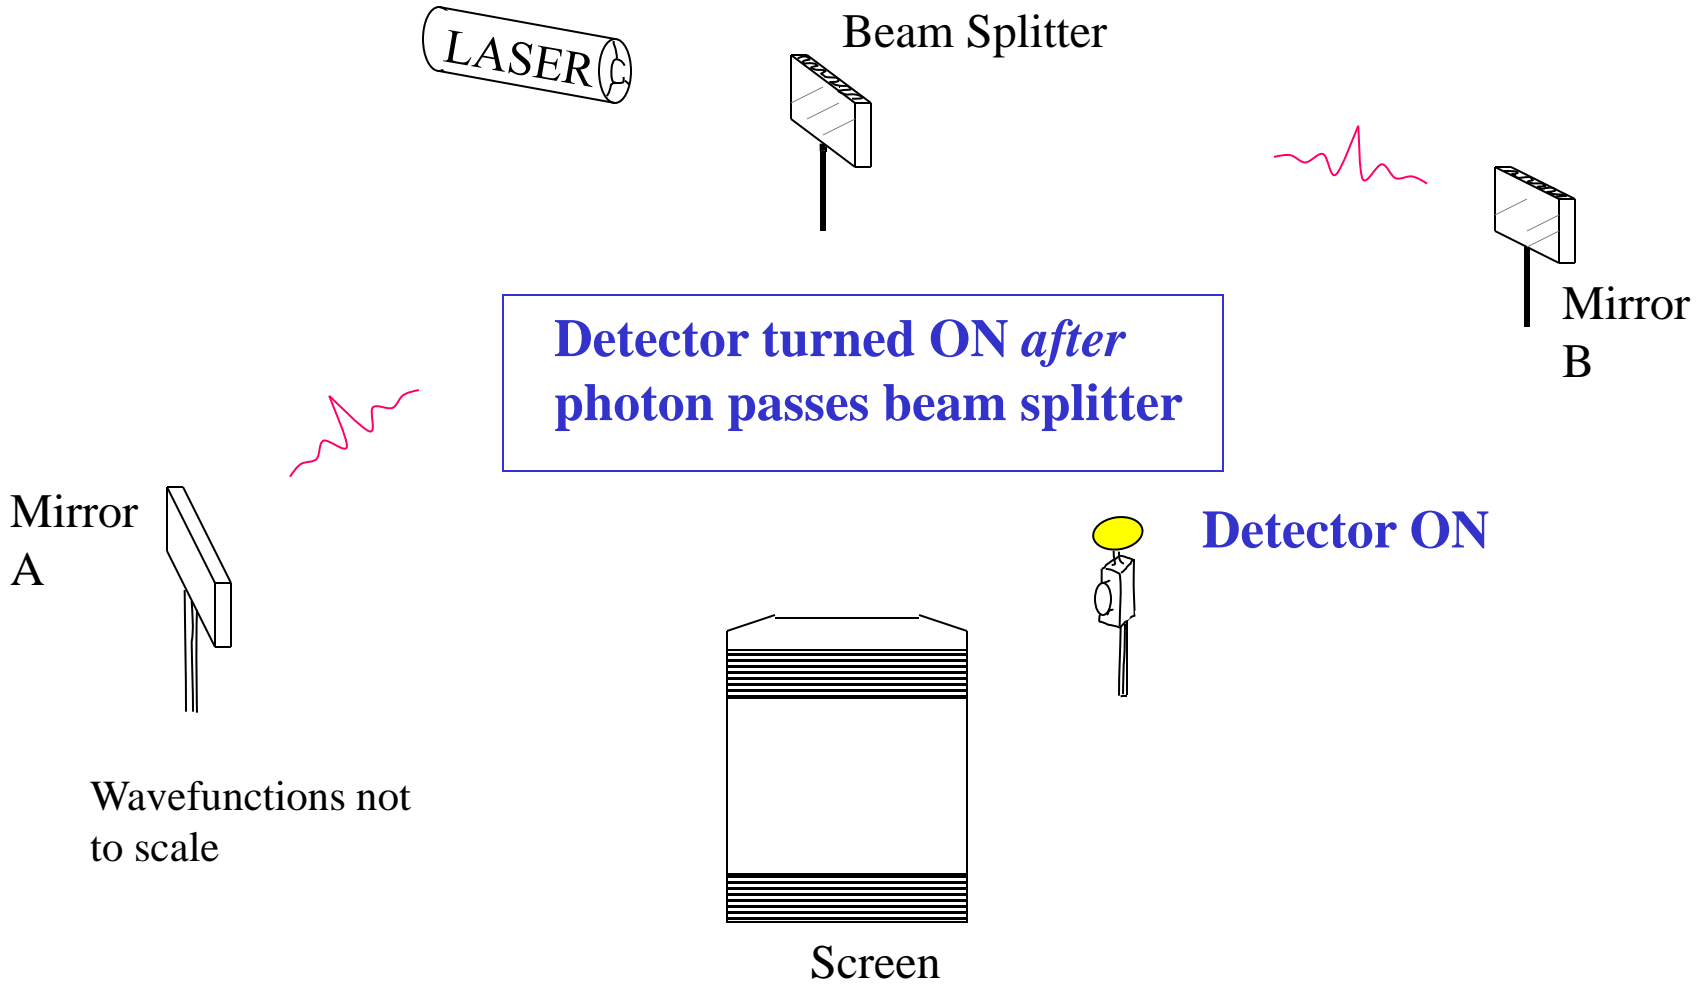 LASER
Beam Splitter
Mirror
B
Detector turned ON after
photon passes beam splitter
Mirror
A
Detector ON
Wavefunctions not
to scale
Screen